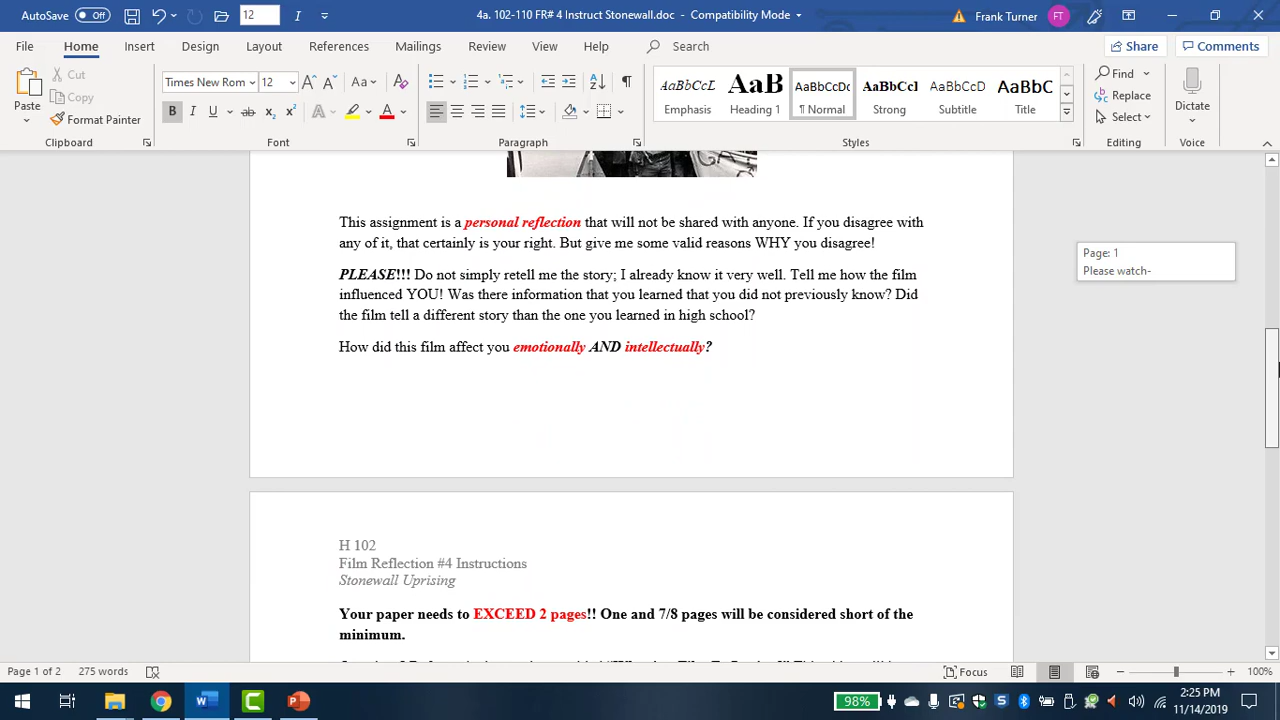 AutoSave Off 12 4a. 102-110 FR# 4 Instruct Stonewall.doc - Compatibility Mode Frank Turner FT
File Home Insert Design Layout References Mailings Review View Help Search Share Comments
Paste Cut Copy Format Painter
Times New Rom 12
AaBbCcL Emphasis AaB Heading 1 AaBbCcDc ¶ Normal AaBbCcl Strong AaBbCcDc Subtitle AaBbC Title
Find Replace Select Dictate
Clipboard Font Paragraph Styles Editing Voice
This assignment is a personal reflection that will not be shared with anyone. If you disagree with
any of it, that certainly is your right. But give me some valid reasons WHY you disagree!
PLEASE!!! Do not simply retell me the story; I already know it very well. Tell me how the film
influenced YOU! Was there information that you learned that you did not previously know? Did
the film tell a different story than the one you learned in high school?
How did this film affect you emotionally AND intellectually?
Page: 1
Please watch-
H 102
Film Reflection #4 Instructions
Stonewall Uprising
Your paper needs to EXCEED 2 pages!! One and 7/8 pages will be considered short of the
minimum.
Page 1 of 2 275 words Focus 100%
98% 2:25 PM
11/14/2019